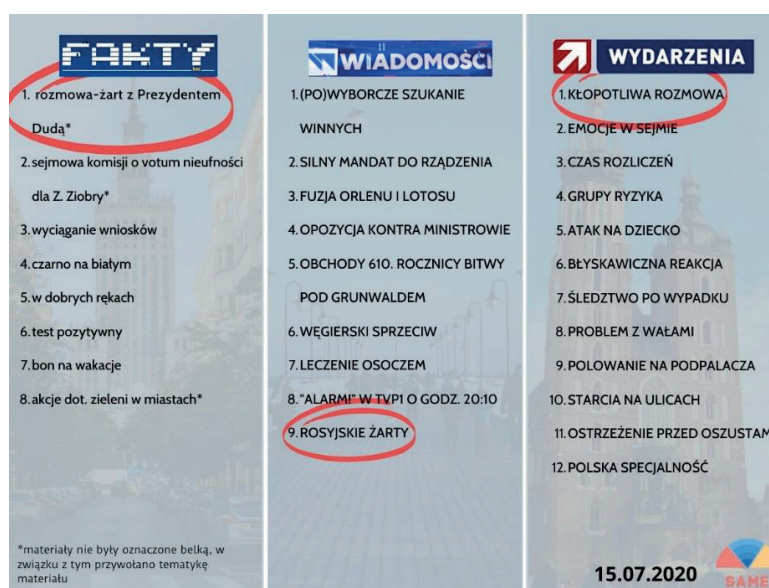 FAKTY
1. rozmowa-żart z Prezydentem
Dudą*
2. sejmowa komisji o votum nieufności
dla Z. Ziobry*
3. wyciąganie wniosków
4. czarno na białym
5. w dobrych rękach
6. test pozytywny
7. bon na wakacje
8. akcje dot. zieleni w miastach*
*materiały nie były oznaczone belką, w
związku z tym przywołano tematykę
materiału
WIADOMOŚCI
1. (PO)WYBORCZE SZUKANIE
WINNYCH
2. SILNY MANDAT DO RZĄDZENIA
3. FUZJA ORLENU I LOTOSU
4. OPOZYCJA KONTRA MINISTROWIE
5. OBCHODY 610. ROCZNICY BITWY
POD GRUNWALDEM
6. WĘGIERSKI SPRZECIW
7. LECZENIE OSOCZEM
8. "ALARM!" W TVP1 O GODZ. 20:10
9. ROSYJSKIE ŻARTY
WYDARZENIA
1. KŁOPOTLIWA ROZMOWA
2. EMOCJE W SEJMIE
3. CZAS ROZLICZEŃ
4. GRUPY RYZYKA
5. ATAK NA DZIECKO
6. BŁYSKAWICZNA REAKCJA
7. ŚLEDZTWO PO WYPADKU
8. PROBLEM Z WAŁAMI
9. POLOWANIE NA PODPALACZA
10. STARCIA NA ULICACH
11. OSTRZEŻENIE PRZED OSZUSTAM
12. POLSKA SPECJALNOŚĆ
15.07.2020
SAME